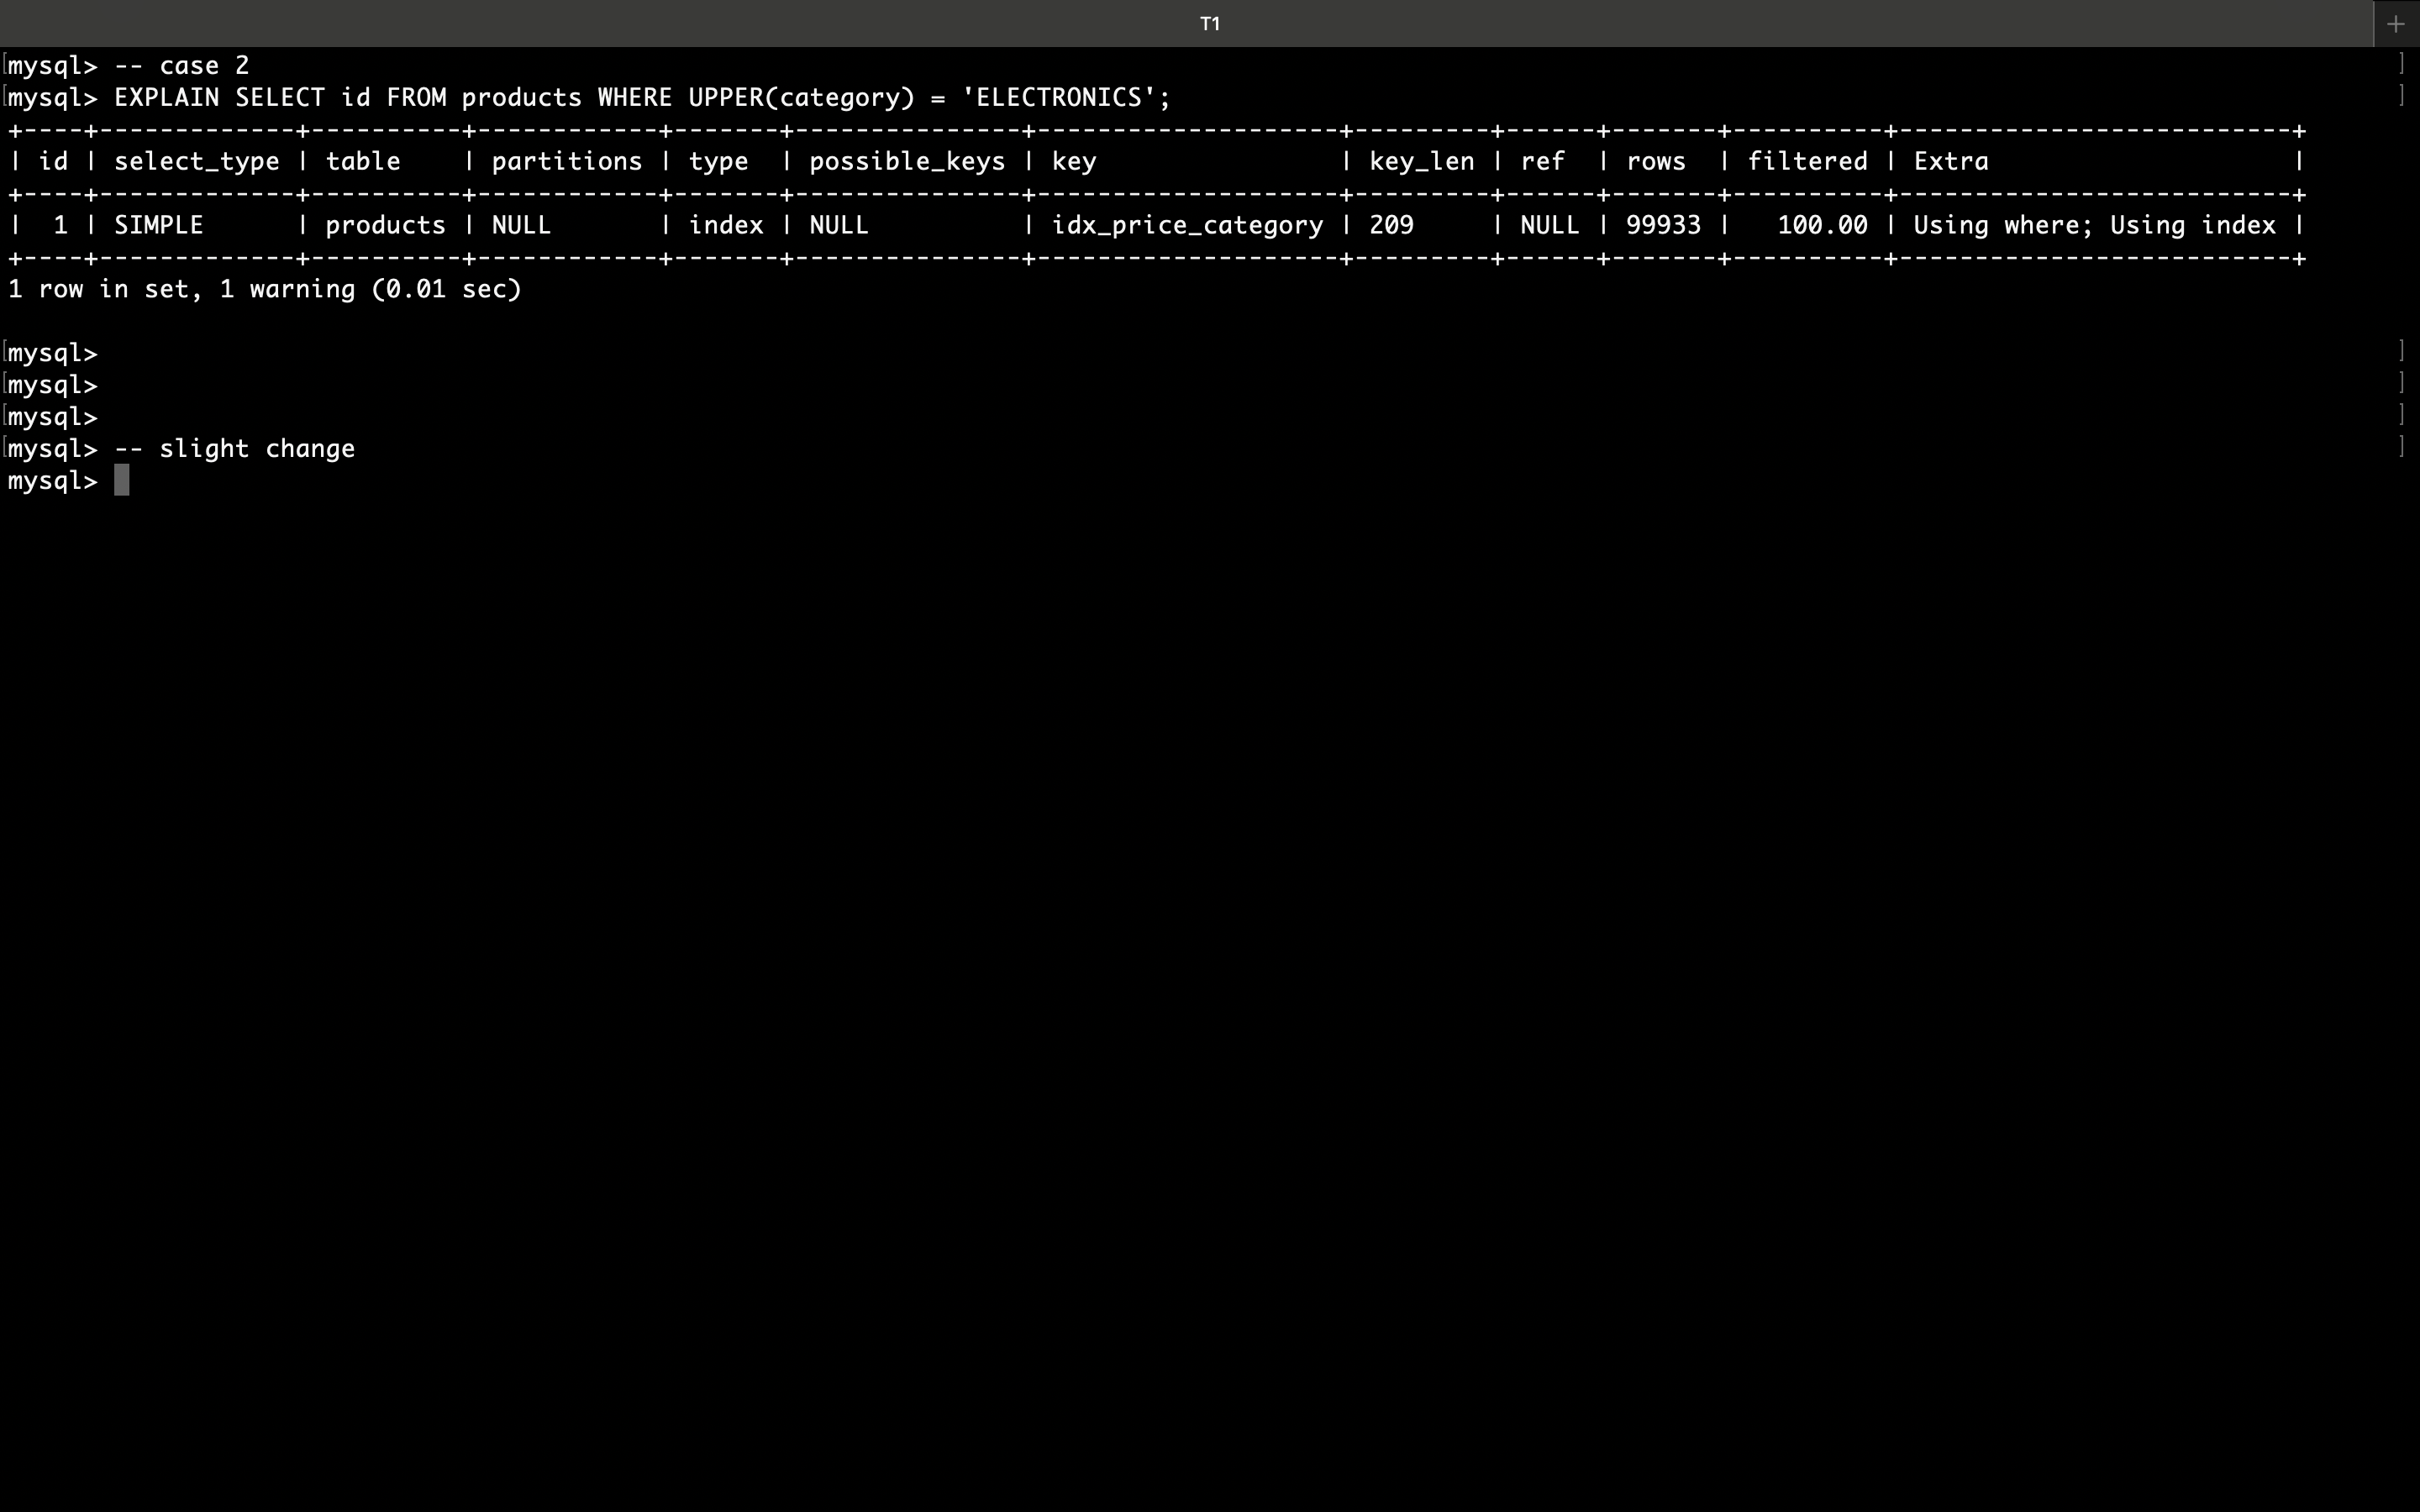 T1
+
mysql> -- case 2
mysql> EXPLAIN SELECT id FROM products WHERE UPPER(category) = 'ELECTRONICS';
+----+-------------+----------+------------+-------+---------------+--------------------+---------+------+-------+----------+--------------------------+
| id | select_type | table    | partitions | type  | possible_keys | key                | key_len | ref  | rows  | filtered | Extra                    |
+----+-------------+----------+------------+-------+---------------+--------------------+---------+------+-------+----------+--------------------------+
|  1 | SIMPLE      | products | NULL       | index | NULL          | idx_price_category | 209     | NULL | 99933 |   100.00 | Using where; Using index |
+----+-------------+----------+------------+-------+---------------+--------------------+---------+------+-------+----------+--------------------------+
1 row in set, 1 warning (0.01 sec)
mysql>
mysql>
mysql>
mysql> -- slight change
mysql>